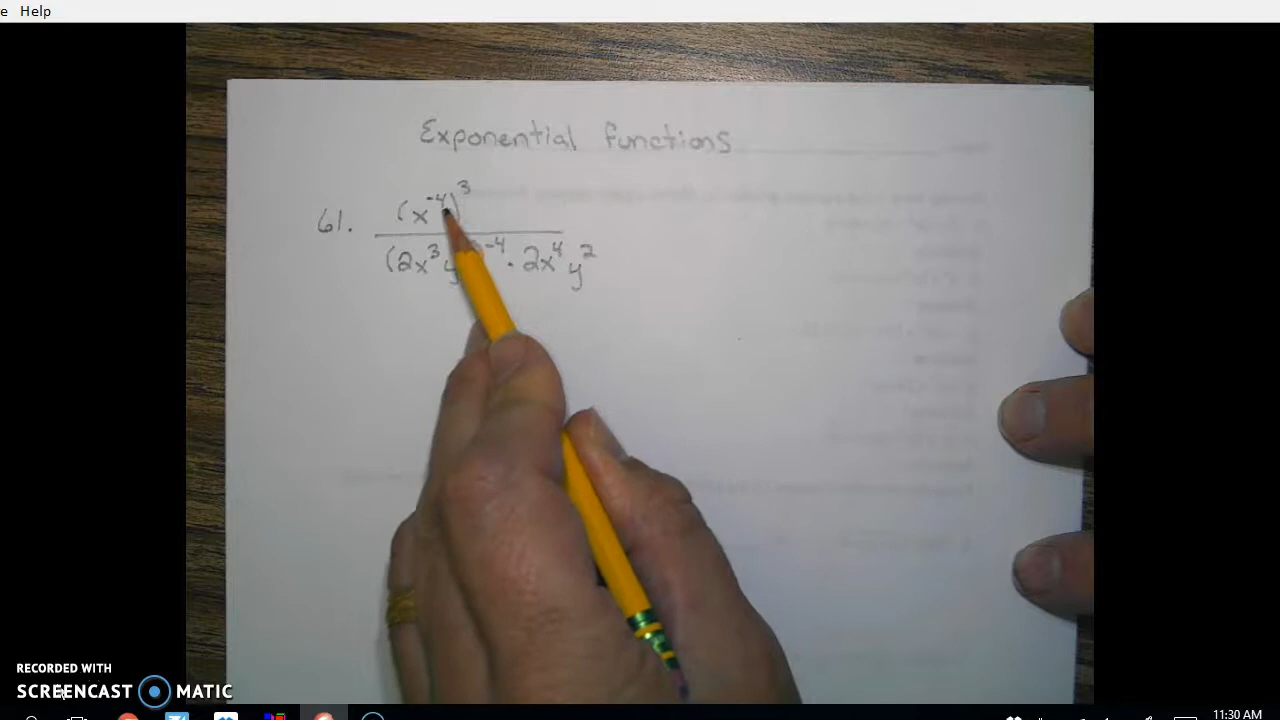 Help
Exponential functions
61. (x⁻⁴)³
(2x³y ⁻⁴ · 2x⁴y²
RECORDED WITH
SCREENCAST MATIC
11:30 AM